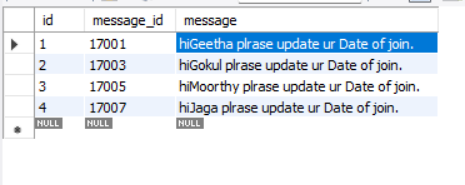 id message_id message
1 17001 hiGeetha plrase update ur Date of join.
2 17003 hiGokul plrase update ur Date of join.
3 17005 hiMoorthy plrase update ur Date of join.
4 17007 hiJaga plrase update ur Date of join.
NULL NULL NULL